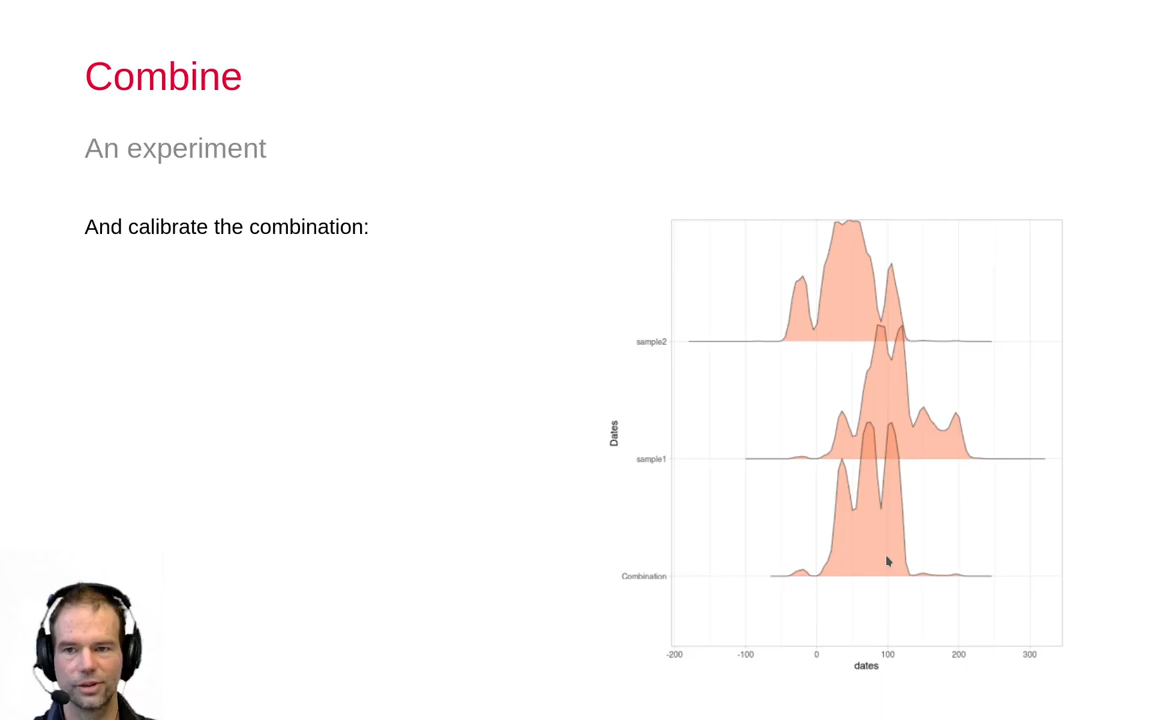 Combine
An experiment
And calibrate the combination:
sample2
Dates
sample1
Combination
-200 -100 0 100 200 300
dates